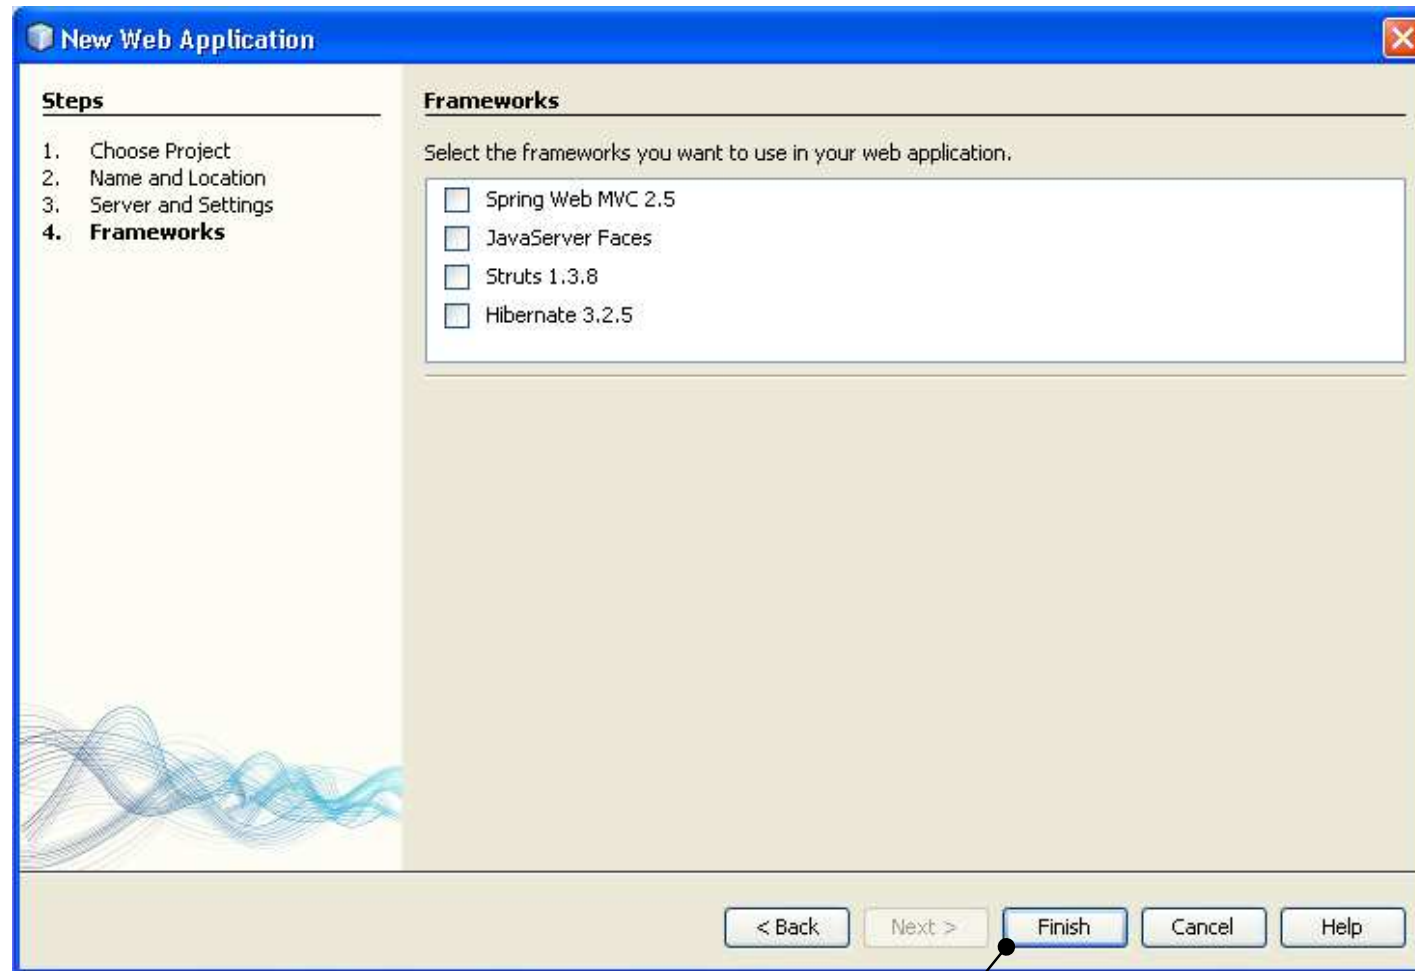 New Web Application
Steps
1. Choose Project
2. Name and Location
3. Server and Settings
4. Frameworks
Frameworks
Select the frameworks you want to use in your web application.
Spring Web MVC 2.5
JavaServer Faces
Struts 1.3.8
Hibernate 3.2.5
< Back Next > Finish Cancel Help